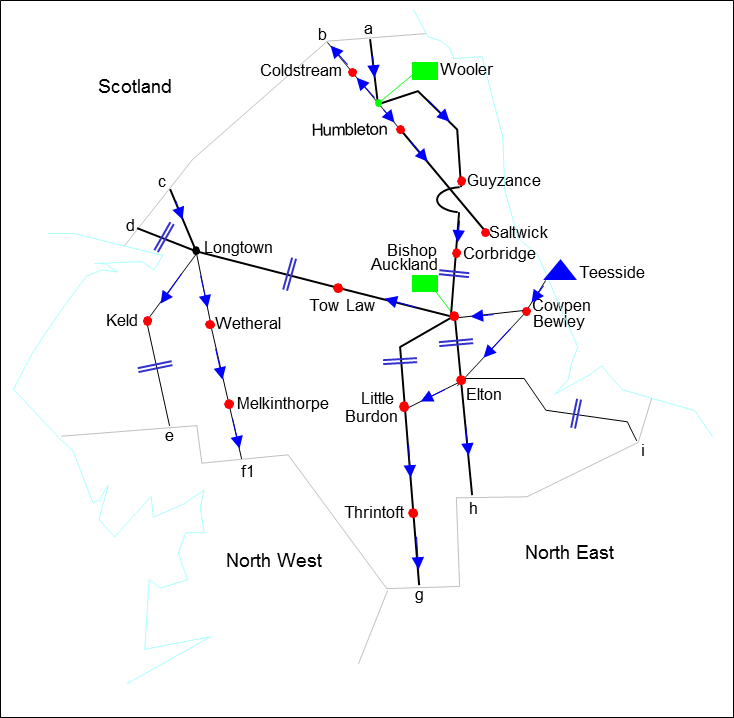 b
a
Coldstream
Wooler
Scotland
Humbleton
c
Guyzance
d
Saltwick
Longtown
Bishop
Auckland
Corbridge
Teesside
Tow Law
Cowpen
Bewley
Keld
Wetheral
Little
Burdon
Elton
Melkinthorpe
e
i
f1
h
Thrintoft
North West
North East
g